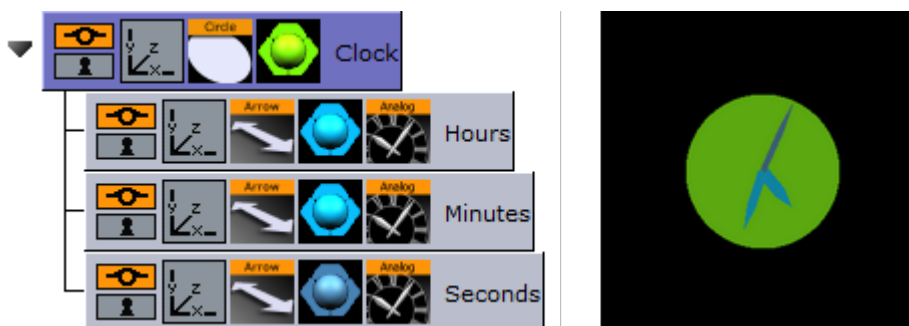 Circle
Y Z X
Clock
Arrow Analog
Y Z X
Hours
Arrow Analog
Y Z X
Minutes
Arrow Analog
Y Z X
Seconds